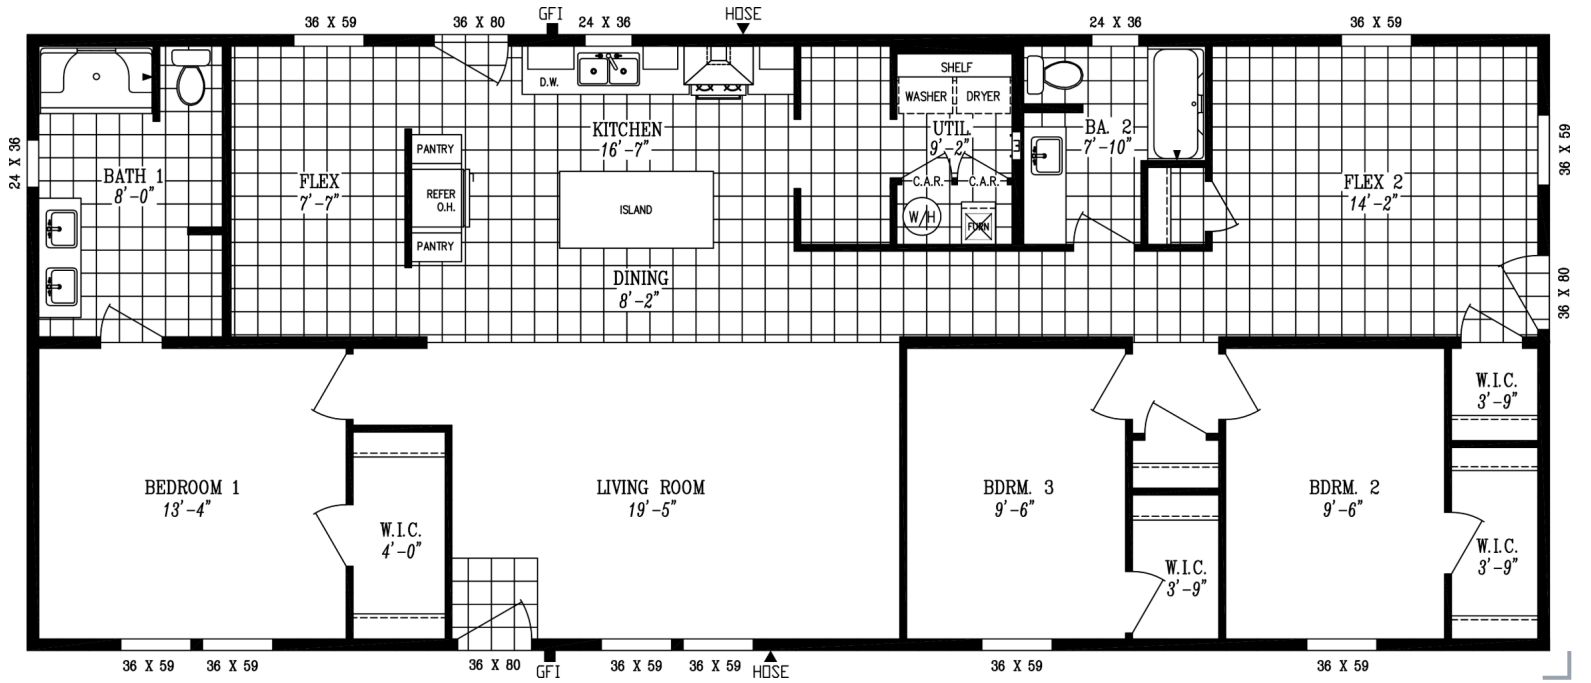 GFI
HOSE
36 X 59
36 X 80
24 X 36
24 X 36
36 X 59
D.W.
SHELF
WASHER
DRYER
KITCHEN
16'-7"
UTIL
9'-2"
BA. 2
7'-10"
24 X 36
36 X 59
PANTRY
BATH 1
8'-0"
FLEX
7'-7"
REFER
O.H.
ISLAND
C.A.R.
C.A.R.
W/H
FURN
FLEX 2
14'-2"
PANTRY
DINING
8'-2"
36 X 80
W.I.C.
3'-9"
BEDROOM 1
13'-4"
LIVING ROOM
19'-5"
BDRM. 3
9'-6"
BDRM. 2
9'-6"
W.I.C.
4'-0"
W.I.C.
3'-9"
W.I.C.
3'-9"
36 X 59
36 X 59
36 X 80
GFI
36 X 59
36 X 59
HOSE
36 X 59
36 X 59